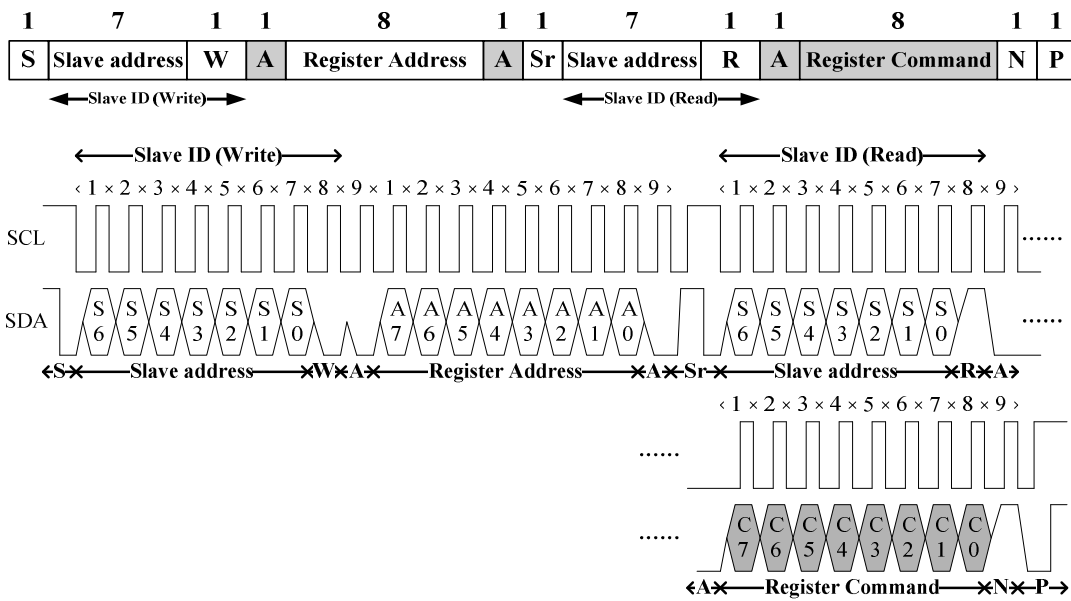 1 7 1 1 8 1 1 7 1 1 8 1 1
S Slave address W A Register Address A Sr Slave address R A Register Command N P
Slave ID (Write) Slave ID (Read)
Slave ID (Write) Slave ID (Read)
‹ 1 × 2 × 3 × 4 × 5 × 6 × 7 × 8 × 9 × 1 × 2 × 3 × 4 × 5 × 6 × 7 × 8 × 9 › ‹ 1 × 2 × 3 × 4 × 5 × 6 × 7 × 8 × 9 ›
SCL ......
SDA S6 S5 S4 S3 S2 S1 S0 A7 A6 A5 A4 A3 A2 A1 A0 S6 S5 S4 S3 S2 S1 S0 ......
S Slave address W A Register Address A Sr Slave address R A
‹ 1 × 2 × 3 × 4 × 5 × 6 × 7 × 8 × 9 ›
......
...... C7 C6 C5 C4 C3 C2 C1 C0
A Register Command N P